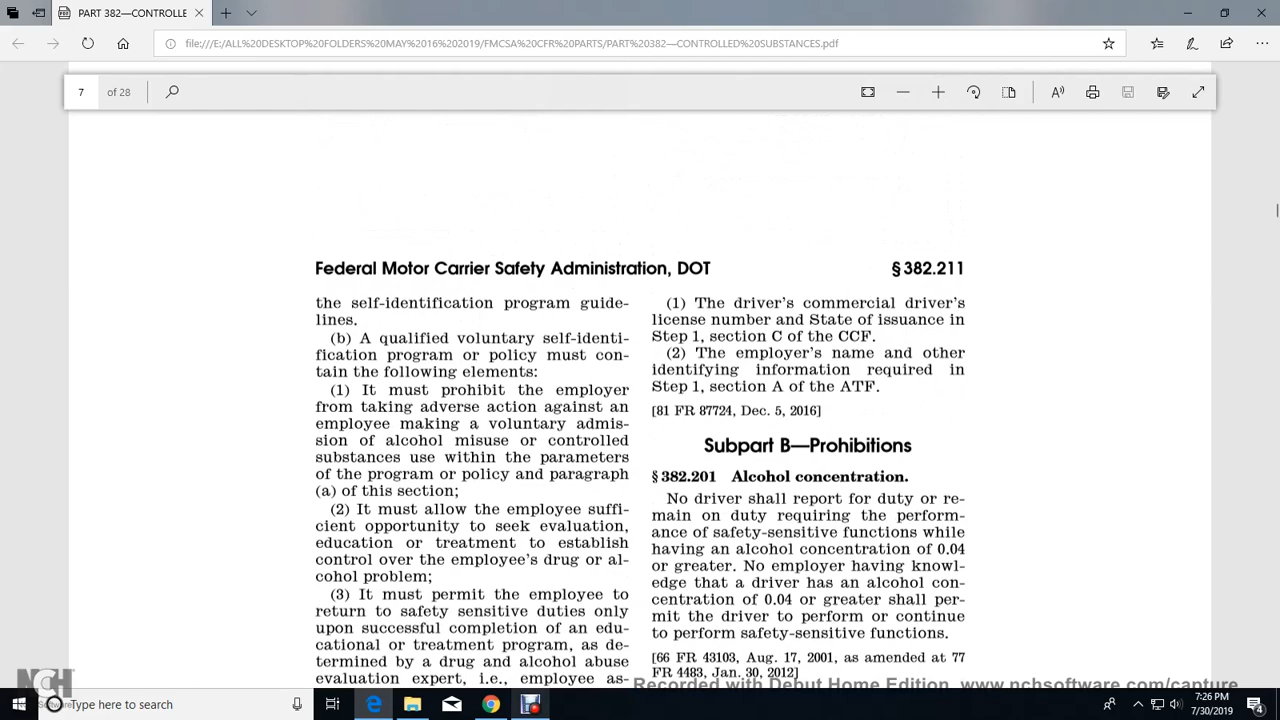 PART 382—CONTROLLE
file:///E:/ALL%20DESKTOP%20FOLDERS%20MAY%2016%202019/FMCSA%20CFR%20PARTS/PART%20382—CONTROLLED%20SUBSTANCES.pdf
7 of 28
Federal Motor Carrier Safety Administration, DOT
§ 382.211
the self-identification program guide-
lines.
(b) A qualified voluntary self-identi-
fication program or policy must con-
tain the following elements:
(1) It must prohibit the employer
from taking adverse action against an
employee making a voluntary admis-
sion of alcohol misuse or controlled
substances use within the parameters
of the program or policy and paragraph
(a) of this section;
(2) It must allow the employee suffi-
cient opportunity to seek evaluation,
education or treatment to establish
control over the employee's drug or al-
cohol problem;
(3) It must permit the employee to
return to safety sensitive duties only
upon successful completion of an edu-
cational or treatment program, as de-
termined by a drug and alcohol abuse
evaluation expert, i.e., employee as-
(1) The driver's commercial driver's
license number and State of issuance in
Step 1, section C of the CCF.
(2) The employer's name and other
identifying information required in
Step 1, section A of the ATF.
[81 FR 87724, Dec. 5, 2016]
Subpart B—Prohibitions
§ 382.201 Alcohol concentration.
No driver shall report for duty or re-
main on duty requiring the perform-
ance of safety-sensitive functions while
having an alcohol concentration of 0.04
or greater. No employer having knowl-
edge that a driver has an alcohol con-
centration of 0.04 or greater shall per-
mit the driver to perform or continue
to perform safety-sensitive functions.
[66 FR 43103, Aug. 17, 2001, as amended at 77
FR 4483, Jan. 30, 2012]
Recorded with Debut Home Edition www.nchsoftware.com/capture
NCH
Software
Type here to search
7:26 PM
7/30/2019
4